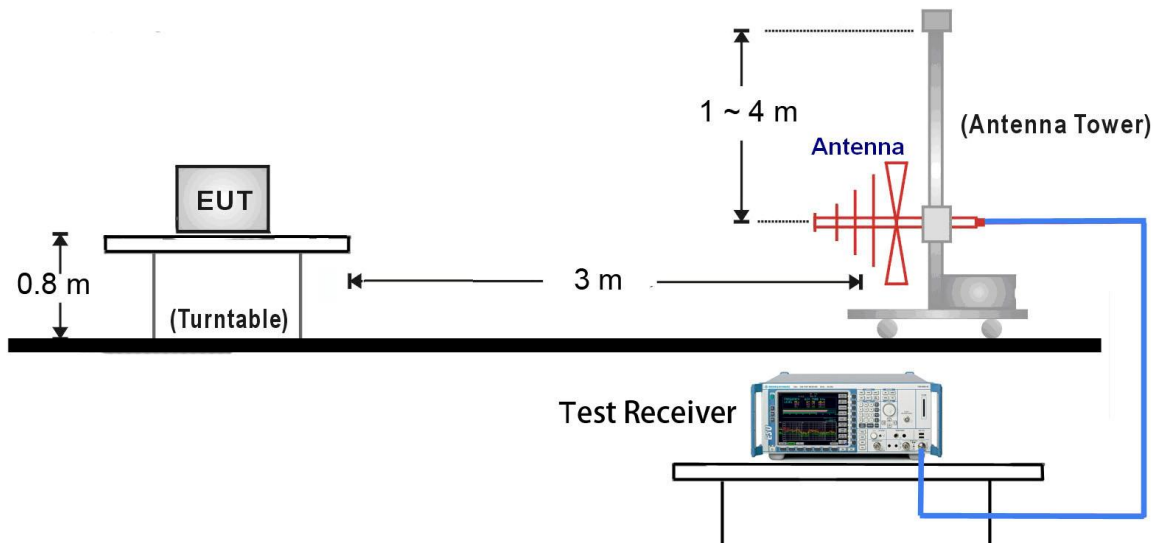 1 ~ 4 m
(Antenna Tower)
Antenna
EUT
0.8 m
3 m
(Turntable)
Test Receiver